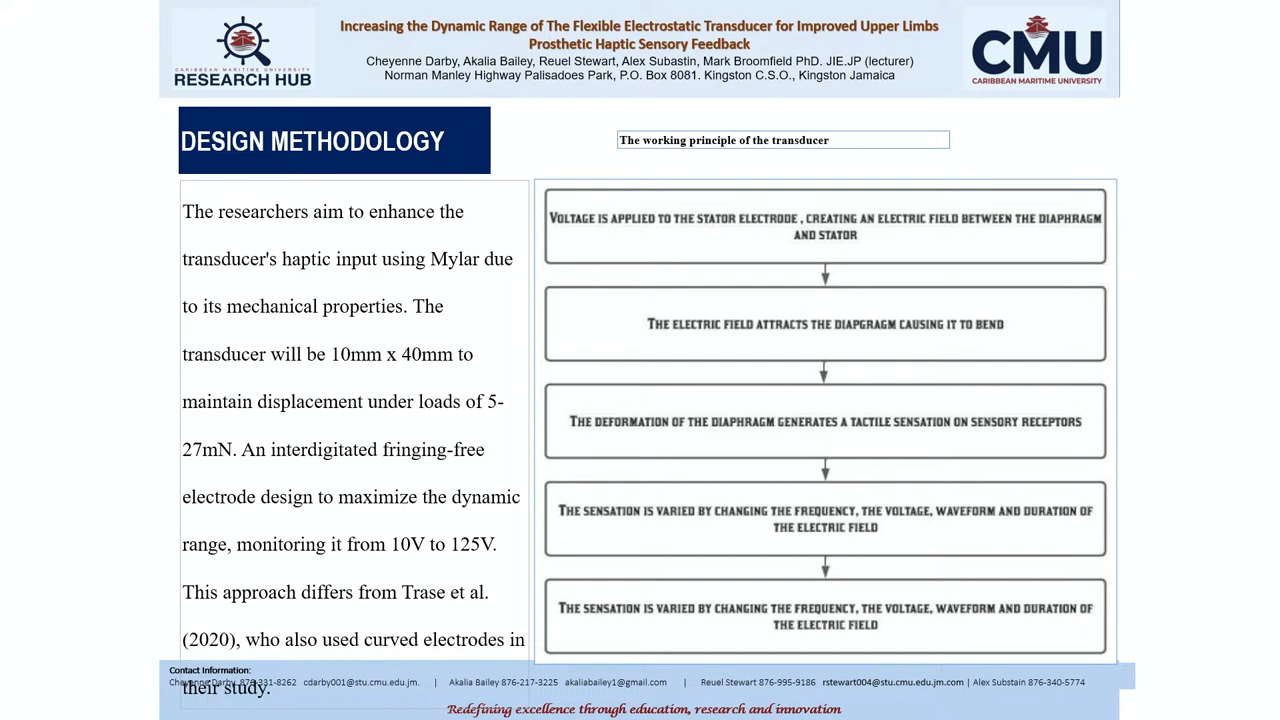 CARIBBEAN MARITIME UNIVERSITY
RESEARCH HUB
Increasing the Dynamic Range of The Flexible Electrostatic Transducer for Improved Upper Limbs
Prosthetic Haptic Sensory Feedback
Cheyenne Darby, Akalia Bailey, Reuel Stewart, Alex Subastin, Mark Broomfield PhD. JIE.JP (lecturer)
Norman Manley Highway Palisadoes Park, P.O. Box 8081. Kingston C.S.O., Kingston Jamaica
CMU
CARIBBEAN MARITIME UNIVERSITY
DESIGN METHODOLOGY
The researchers aim to enhance the
transducer's haptic input using Mylar due
to its mechanical properties. The
transducer will be 10mm x 40mm to
maintain displacement under loads of 5-
27mN. An interdigitated fringing-free
electrode design to maximize the dynamic
range, monitoring it from 10V to 125V.
This approach differs from Trase et al.
(2020), who also used curved electrodes in
their study.
The working principle of the transducer
VOLTAGE IS APPLIED TO THE STATOR ELECTRODE , CREATING AN ELECTRIC FIELD BETWEEN THE DIAPHRAGM
AND STATOR
THE ELECTRIC FIELD ATTRACTS THE DIAPGRAGM CAUSING IT TO BEND
THE DEFORMATION OF THE DIAPHRAGM GENERATES A TACTILE SENSATION ON SENSORY RECEPTORS
THE SENSATION IS VARIED BY CHANGING THE FREQUENCY, THE VOLTAGE, WAVEFORM AND DURATION OF
THE ELECTRIC FIELD
THE SENSATION IS VARIED BY CHANGING THE FREQUENCY, THE VOLTAGE, WAVEFORM AND DURATION OF
THE ELECTRIC FIELD
Contact Information:
Cheyenne Darby 876-331-8262 cdarby001@stu.cmu.edu.jm. | Akalia Bailey 876-217-3225 akaliabailey1@gmail.com | Reuel Stewart 876-995-9186 rstewart004@stu.cmu.edu.jm.com | Alex Substain 876-340-5774
Redefining excellence through education, research and innovation